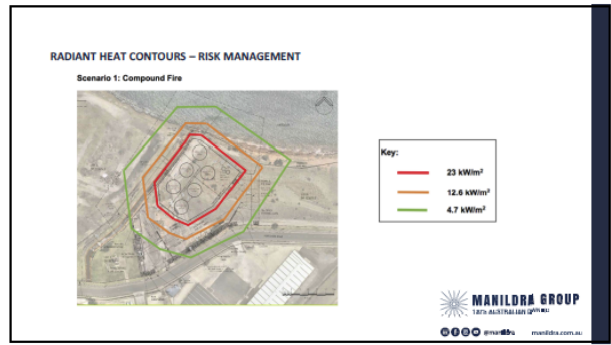 RADIANT HEAT CONTOURS – RISK MANAGEMENT
Scenario 1: Compound Fire
Key:
23 kW/m²
12.6 kW/m²
4.7 kW/m²
MANILDRA GROUP
manildra.com.au